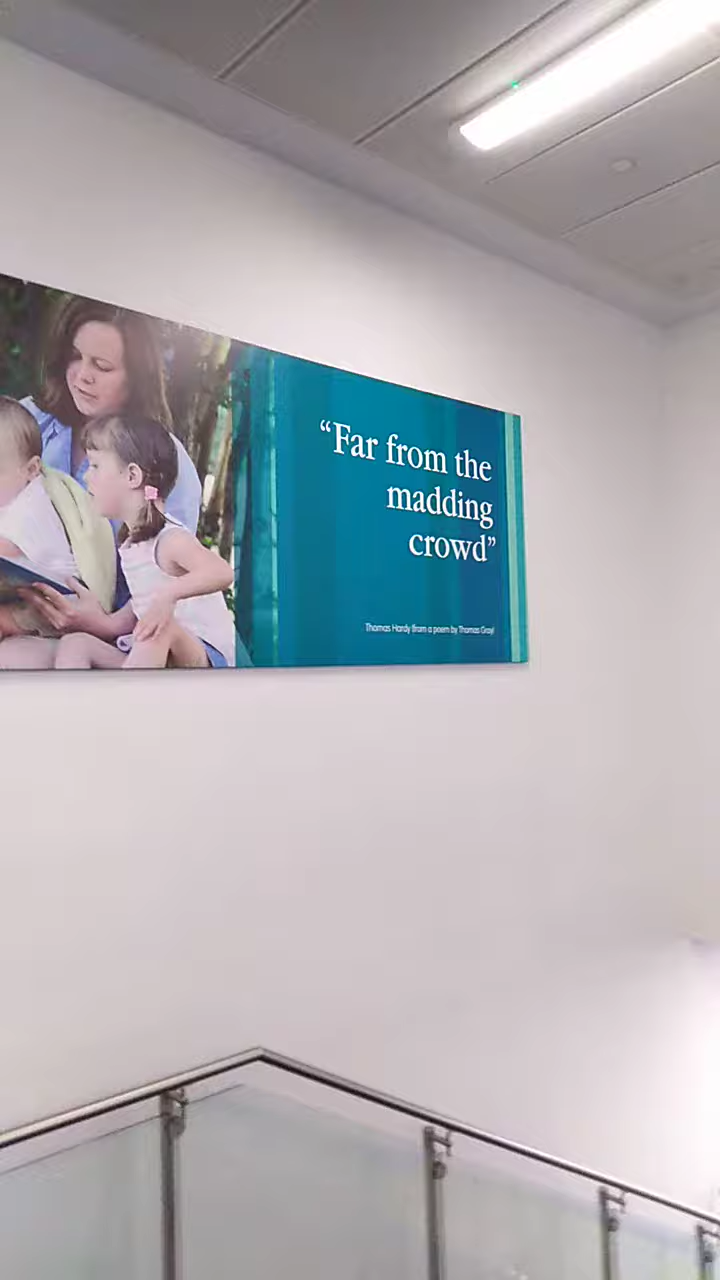 “Far from the
madding
crowd”
Thomas Hardy (from a poem by Thomas Gray)